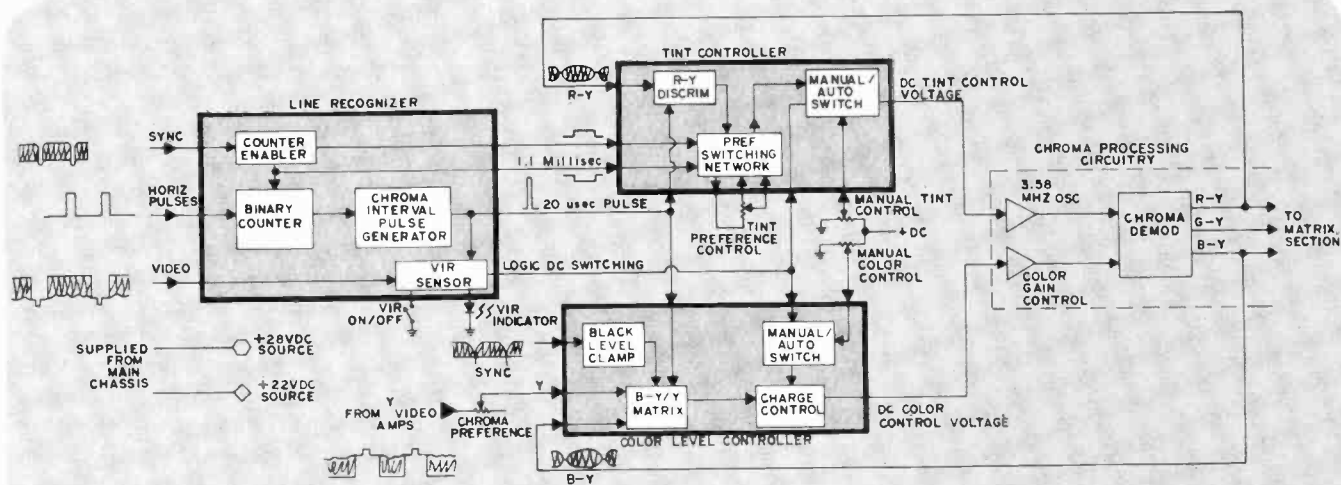 TINT CONTROLLER
R-Y
DISCRIM
MANUAL/
AUTO
SWITCH
DC TINT CONTROL
VOLTAGE
R-Y
LINE RECOGNIZER
SYNC
COUNTER
ENABLER
PREF
SWITCHING
NETWORK
1.1 Millisec
CHROMA PROCESSING
CIRCUITRY
3.58
MHZ OSC
HORIZ
PULSES
BINARY
COUNTER
CHROMA
INTERVAL
PULSE
GENERATOR
20 usec PULSE
MANUAL TINT
CONTROL
+DC
TINT
PREFERENCE
CONTROL
MANUAL COLOR
CONTROL
CHROMA
DEMOD
R-Y
G-Y
B-Y
TO
MATRIX
SECTION
VIDEO
VIR
SENSOR
LOGIC DC SWITCHING
COLOR
GAIN
CONTROL
VIR
ON/OFF
VIR
INDICATOR
SUPPLIED
FROM
MAIN
CHASSIS
+28VDC
SOURCE
+22VDC
SOURCE
SYNC
BLACK
LEVEL
CLAMP
MANUAL/
AUTO
SWITCH
Y
FROM VIDEO
AMPS
Y
CHROMA
PREFERENCE
B-Y/Y
MATRIX
CHARGE
CONTROL
DC COLOR
CONTROL VOLTAGE
COLOR LEVEL CONTROLLER
B-Y